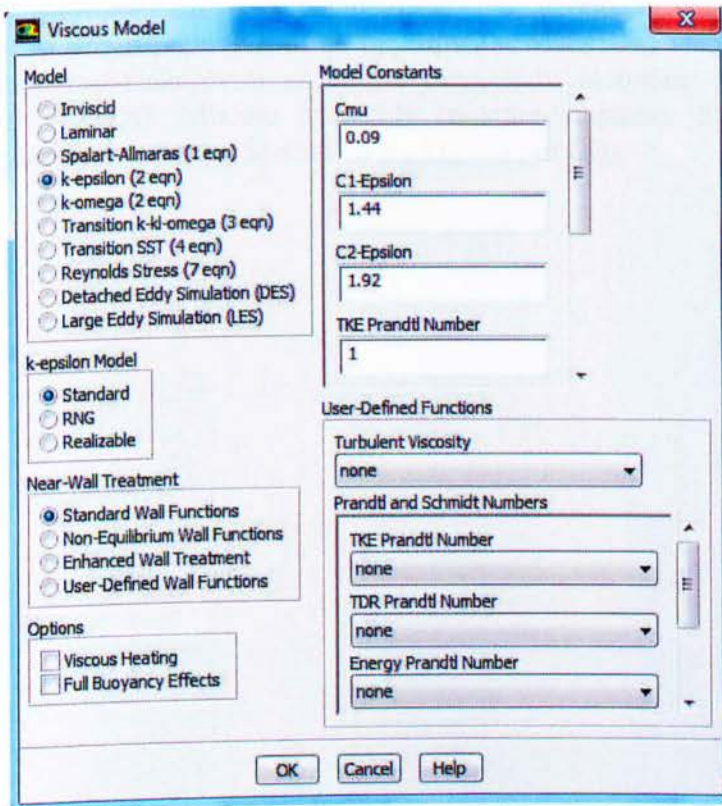 Viscous Model
Model
Inviscid
Laminar
Spalart-Allmaras (1 eqn)
k-epsilon (2 eqn)
k-omega (2 eqn)
Transition k-kl-omega (3 eqn)
Transition SST (4 eqn)
Reynolds Stress (7 eqn)
Detached Eddy Simulation (DES)
Large Eddy Simulation (LES)
k-epsilon Model
Standard
RNG
Realizable
Near-Wall Treatment
Standard Wall Functions
Non-Equilibrium Wall Functions
Enhanced Wall Treatment
User-Defined Wall Functions
Options
Viscous Heating
Full Buoyancy Effects
Model Constants
Cmu
0.09
C1-Epsilon
1.44
C2-Epsilon
1.92
TKE Prandtl Number
1
User-Defined Functions
Turbulent Viscosity
none
Prandtl and Schmidt Numbers
TKE Prandtl Number
none
TDR Prandtl Number
none
Energy Prandtl Number
none
OK
Cancel
Help